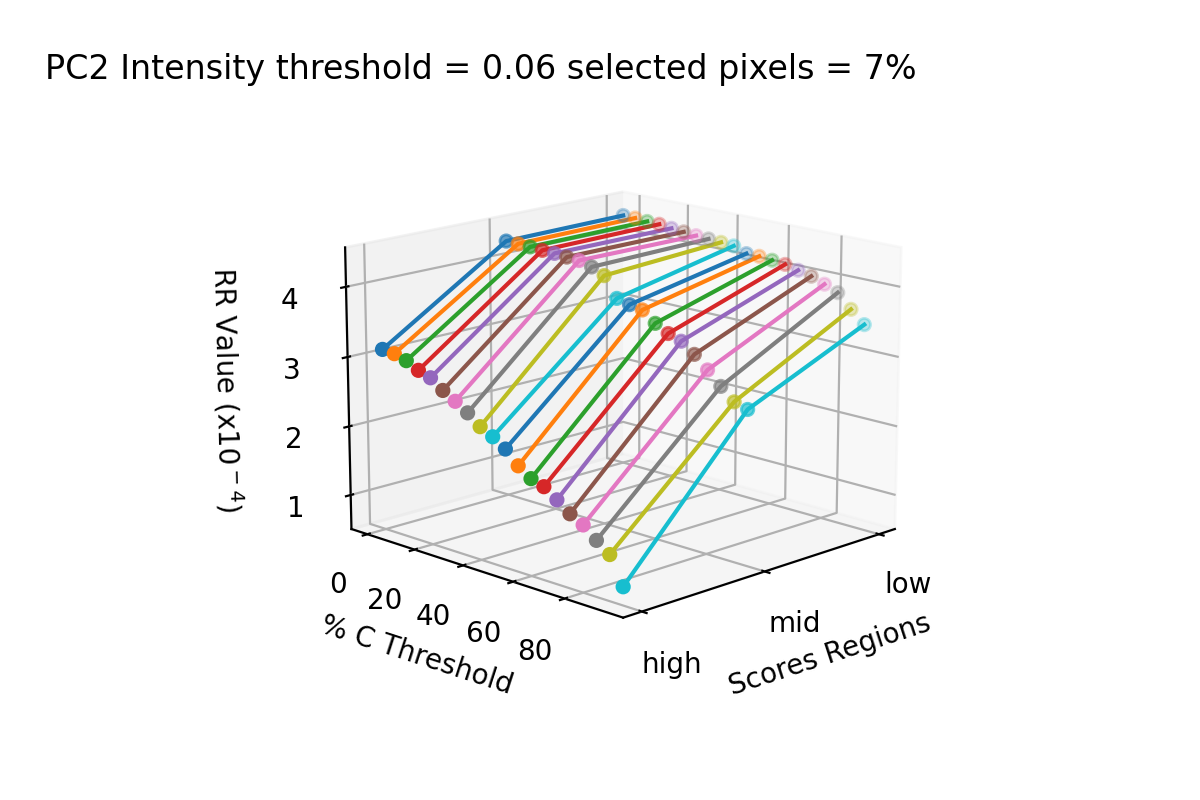 PC2 Intensity threshold = 0.06 selected pixels = 7%
RR Value (x10⁻⁴)
4
3
2
1
0
20
40
60
80
% C Threshold
high
mid
low
Scores Regions